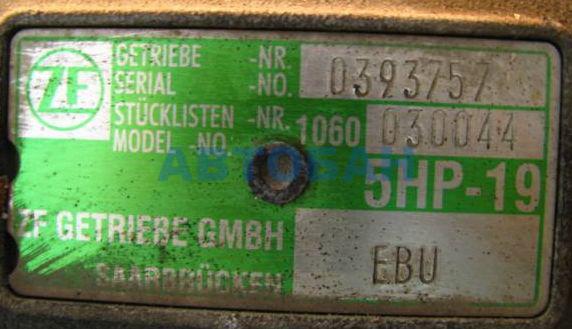 ZF
GETRIEBE -NR.
SERIAL -NO. 0393757
STÜCKLISTEN -NR. 1060 030044
MODEL -NO.
АВТОБАН
5HP-19
ZF GETRIEBE GMBH
SAARBRÜCKEN
EBU